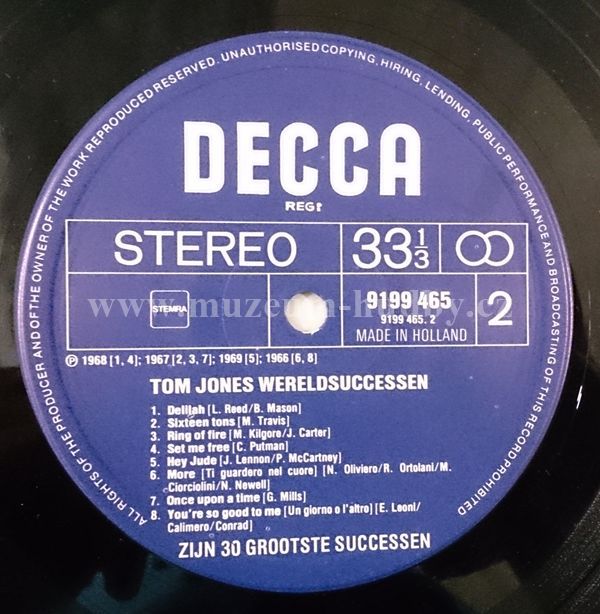 ALL RIGHTS OF THE PRODUCER AND OF THE OWNER OF THE WORK REPRODUCED RESERVED. UNAUTHORISED COPYING, HIRING, LENDING, PUBLIC PERFORMANCE AND BROADCASTING OF THIS RECORD PROHIBITED
DECCA
REGt
STEREO 33 1/3
STEMRA 9199 465 2
9199 465.2
MADE IN HOLLAND
www.muzeum-hudby.cz
℗ 1968 [1, 4]; 1967 [2, 3, 7]; 1969 [5]; 1966 [6, 8]
TOM JONES WERELDSUCCESSEN
1. Delilah [L. Reed/B. Mason]
2. Sixteen tons [M. Travis]
3. Ring of fire [M. Kilgore/J. Carter]
4. Set me free [C. Putman]
5. Hey Jude [J. Lennon/P. McCartney]
6. More [Ti guardero nel cuore] [N. Oliviero/R. Ortolani/M.
Ciorciolini/N. Newell]
7. Once upon a time [G. Mills]
8. You're so good to me [Un giorno o l'altro] [E. Leoni/
Calimero/Conrad]
ZIJN 30 GROOTSTE SUCCESSEN